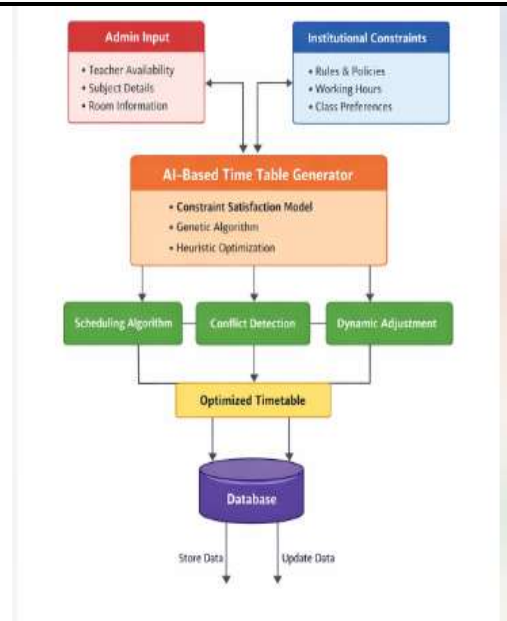 Admin Input
• Teacher Availability
• Subject Details
• Room Information
Institutional Constraints
• Rules & Policies
• Working Hours
• Class Preferences
AI-Based Time Table Generator
• Constraint Satisfaction Model
• Genetic Algorithm
• Heuristic Optimization
Scheduling Algorithm
Conflict Detection
Dynamic Adjustment
Optimized Timetable
Database
Store Data
Update Data